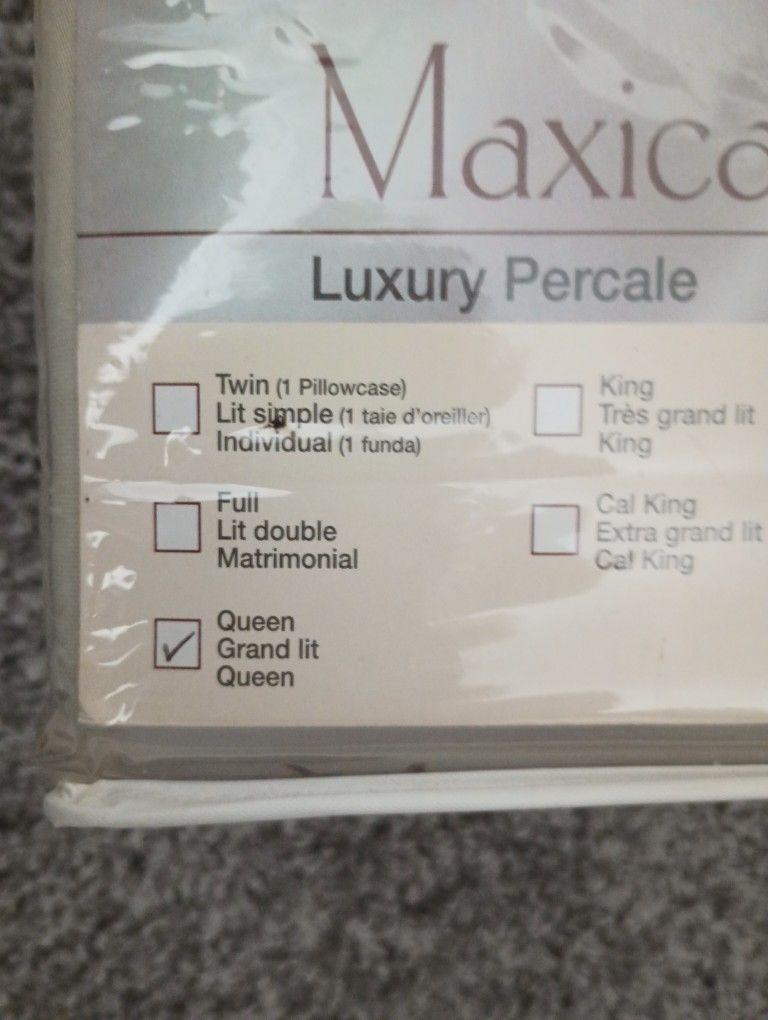 Luxury Percale
Twin (1 Pillowcase)
Lit simple (1 taie d'oreiller)
Individual (1 funda)
King
Très grand lit
King
Full
Lit double
Matrimonial
Cal King
Extra grand lit
Cal King
Queen
Grand lit
Queen